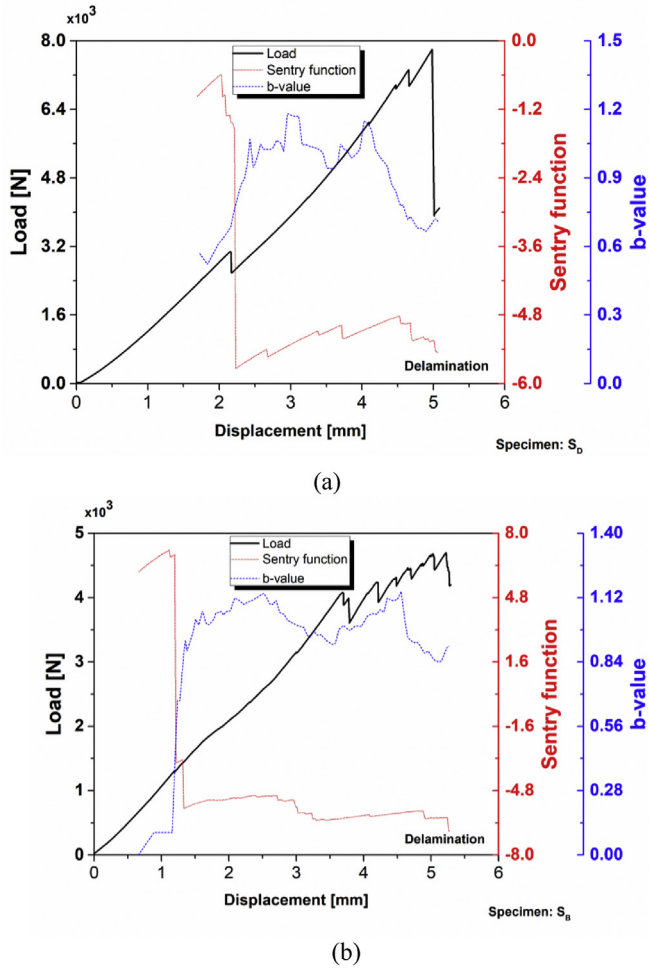 x10³
8.0
6.4
4.8
3.2
1.6
0.0
Load [N]
Load
Sentry function
b-value
0.0
-1.2
-2.4
-3.6
-4.8
-6.0
Sentry function
1.5
1.2
0.9
0.6
0.3
0.0
b-value
Delamination
0 1 2 3 4 5 6
Displacement [mm]
Specimen: S_D
(a)
x10³
5
4
3
2
1
0
Load [N]
Load
Sentry function
b-value
8.0
4.8
1.6
-1.6
-4.8
-8.0
Sentry function
1.40
1.12
0.84
0.56
0.28
0.00
b-value
Delamination
0 1 2 3 4 5 6
Displacement [mm]
Specimen: S_B
(b)